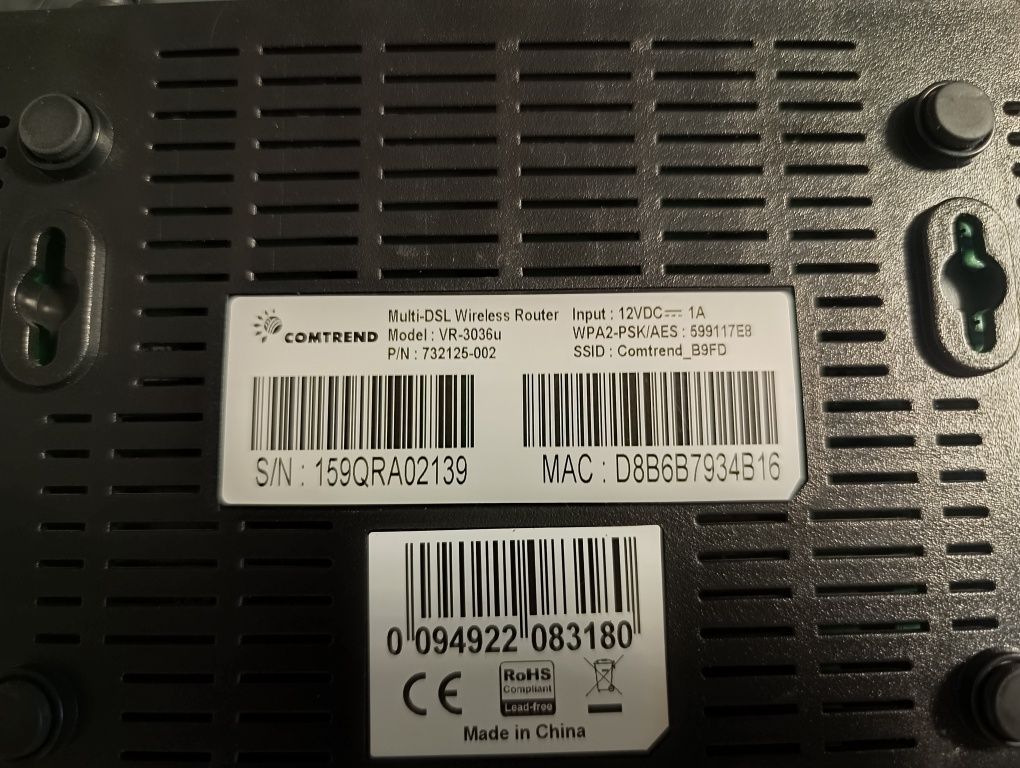 COMTREND
Multi-DSL Wireless Router
Model : VR-3036u
P/N : 732125-002
Input : 12VDC⎓ 1A
WPA2-PSK/AES : 599117E8
SSID : Comtrend_B9FD
S/N : 159QRA02139
MAC : D8B6B7934B16
0 094922 083180
CE
RoHS
Compliant
Lead-free
Made in China